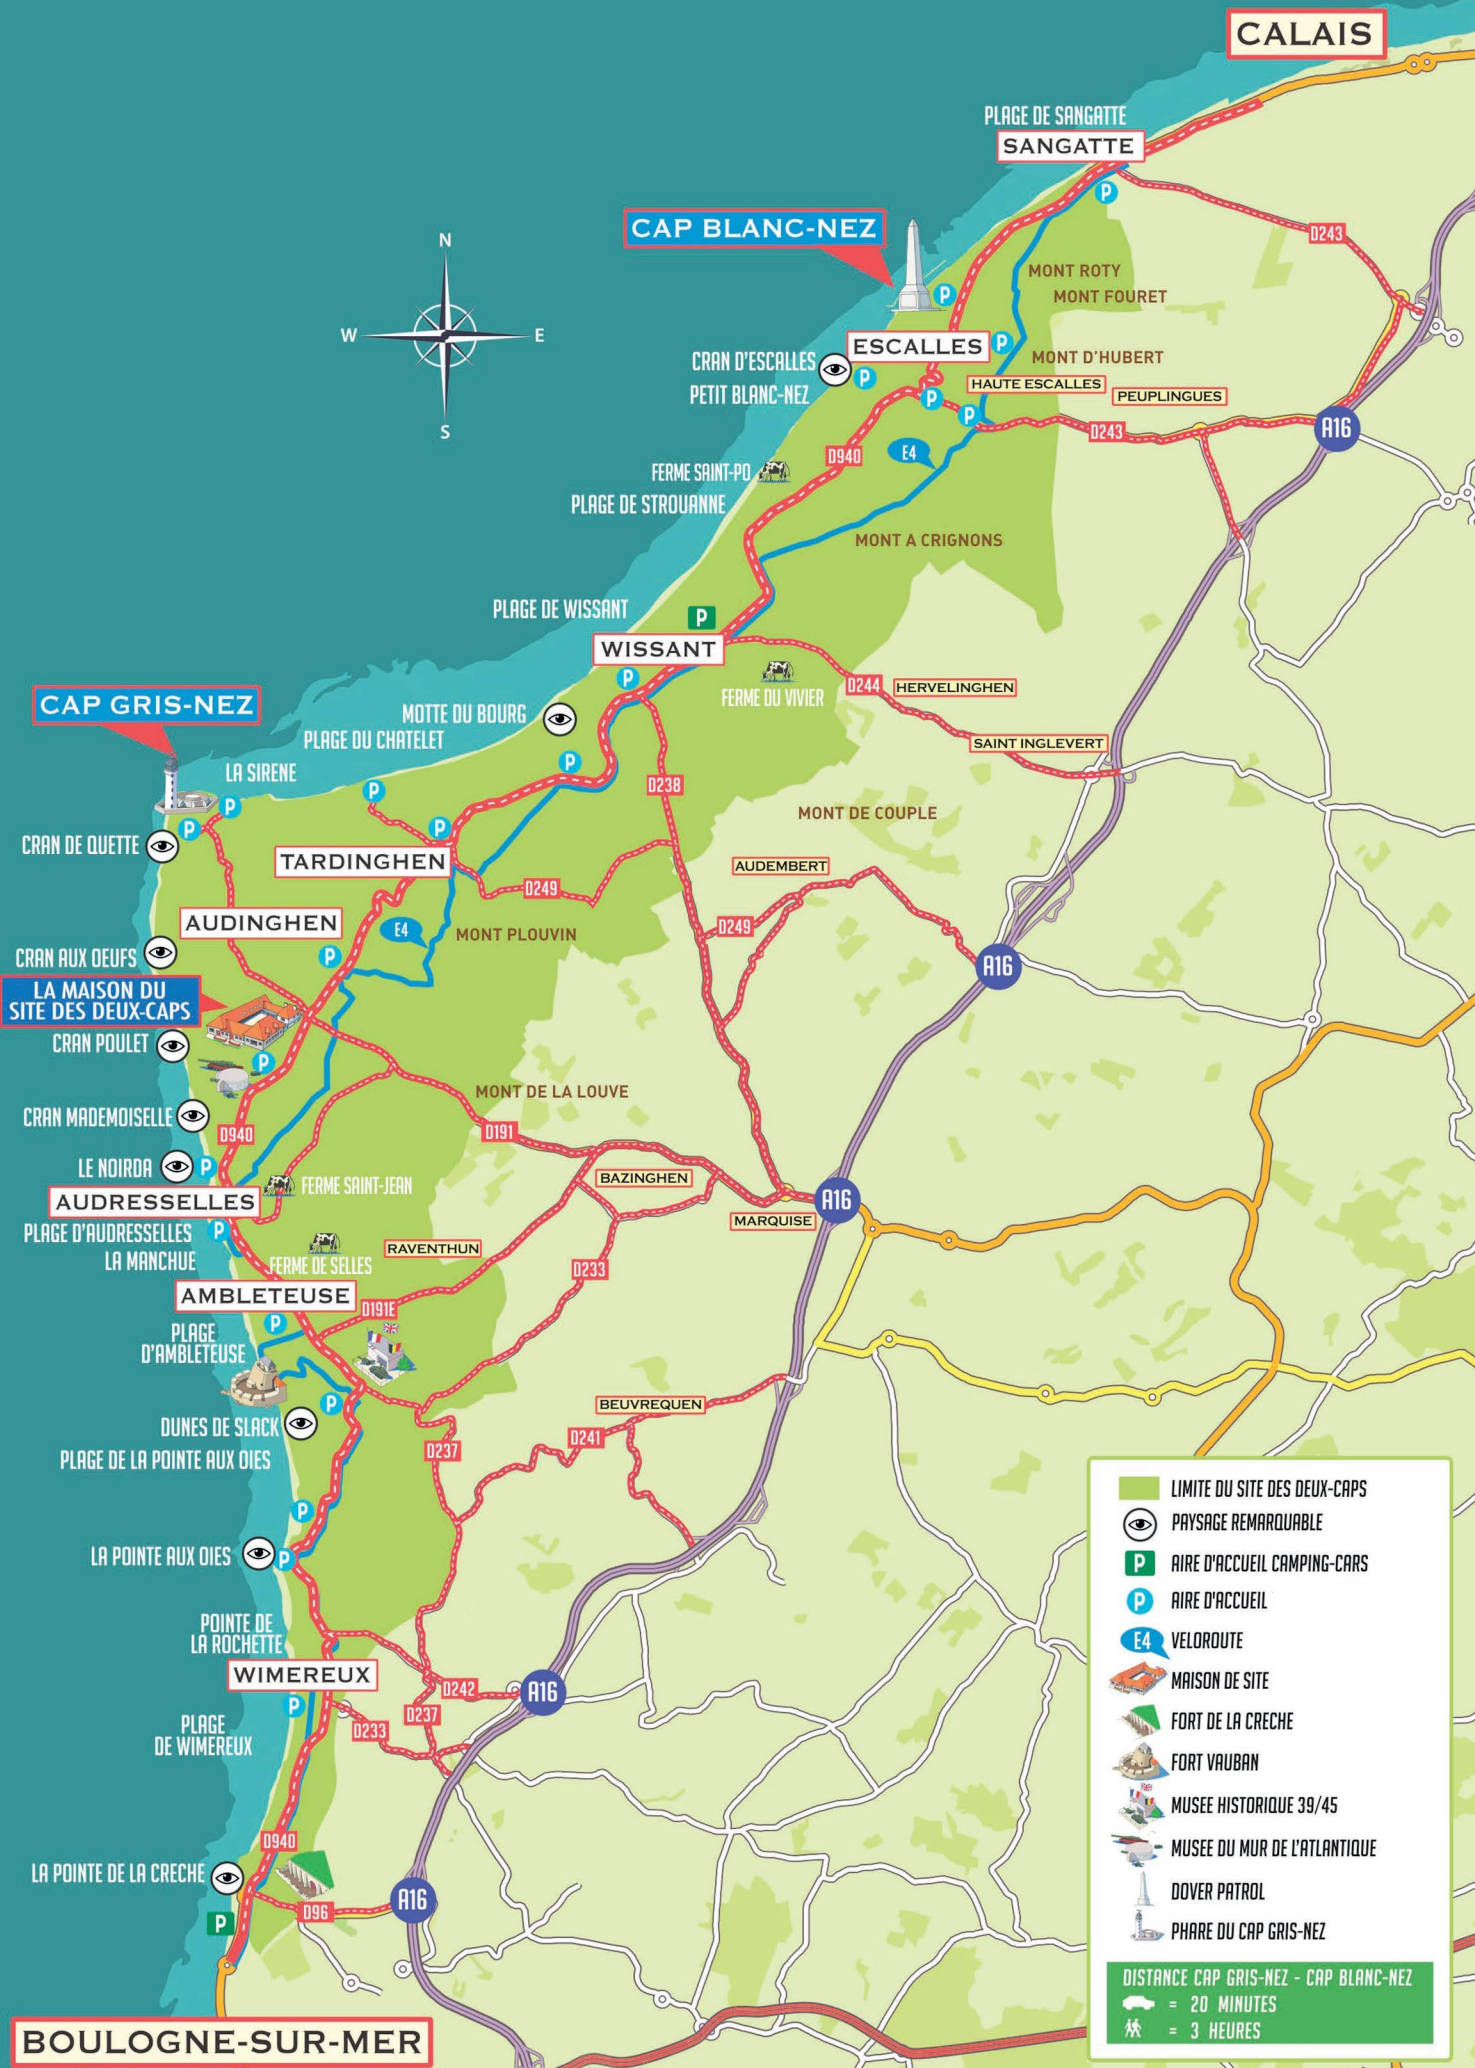 CALAIS
PLAGE DE SANGATTE
SANGATTE
P
CAP BLANC-NEZ
D243
N
W
E
S
MONT ROTY
MONT FOURET
P
ESCALLES
P
MONT D'HUBERT
CRAN D'ESCALLES
PETIT BLANC-NEZ
P
HAUTE ESCALLES
PEUPLINGUES
P
P
D243
A16
D940
E4
FERME SAINT-PO
PLAGE DE STROUANNE
MONT A CRIGNONS
PLAGE DE WISSANT
P
WISSANT
P
FERME DU VIVIER
D244
HERVELINGHEN
SAINT INGLEVERT
CAP GRIS-NEZ
MOTTE DU BOURG
PLAGE DU CHATELET
LA SIRENE
P
P
D238
MONT DE COUPLE
P
P
P
CRAN DE QUETTE
TARDINGHEN
AUDEMBERT
D249
D249
AUDINGHEN
E4
MONT PLOUVIN
P
CRAN AUX OEUFS
A16
LA MAISON DU
SITE DES DEUX-CAPS
CRAN POULET
P
MONT DE LA LOUVE
CRAN MADEMOISELLE
D940
D191
LE NOIRDA
P
FERME SAINT-JEAN
BAZINGHEN
AUDRESSELLES
A16
MARQUISE
PLAGE D'AUDRESSELLES
P
LA MANCHUE
FERME DE SELLES
RAVENTHUN
D233
AMBLETEUSE
D191E
P
PLAGE
D'AMBLETEUSE
P
BEUVREQUEN
DUNES DE SLACK
D241
D237
PLAGE DE LA POINTE AUX OIES
P
LA POINTE AUX OIES
P
POINTE DE
LA ROCHETTE
WIMEREUX
P
D242
A16
D237
D233
PLAGE
DE WIMEREUX
D940
LA POINTE DE LA CRECHE
A16
D96
P
BOULOGNE-SUR-MER
LIMITE DU SITE DES DEUX-CAPS
PAYSAGE REMARQUABLE
P AIRE D'ACCUEIL CAMPING-CARS
P AIRE D'ACCUEIL
E4 VELOROUTE
MAISON DE SITE
FORT DE LA CRECHE
FORT VAUBAN
MUSEE HISTORIQUE 39/45
MUSEE DU MUR DE L'ATLANTIQUE
DOVER PATROL
PHARE DU CAP GRIS-NEZ
DISTANCE CAP GRIS-NEZ - CAP BLANC-NEZ
= 20 MINUTES
= 3 HEURES